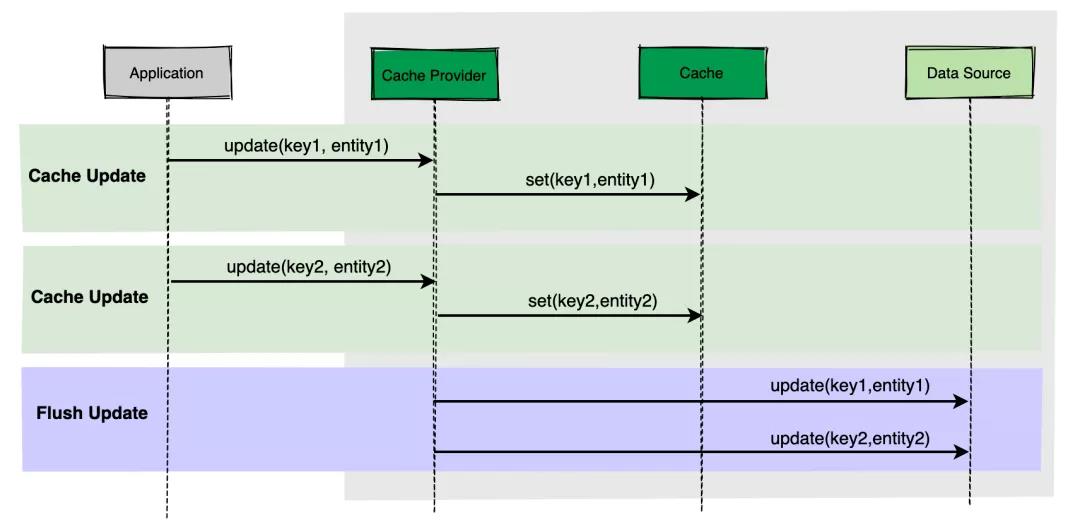 Application
Cache Provider
Cache
Data Source
update(key1, entity1)
Cache Update
set(key1,entity1)
update(key2, entity2)
Cache Update
set(key2,entity2)
update(key1,entity1)
Flush Update
update(key2,entity2)